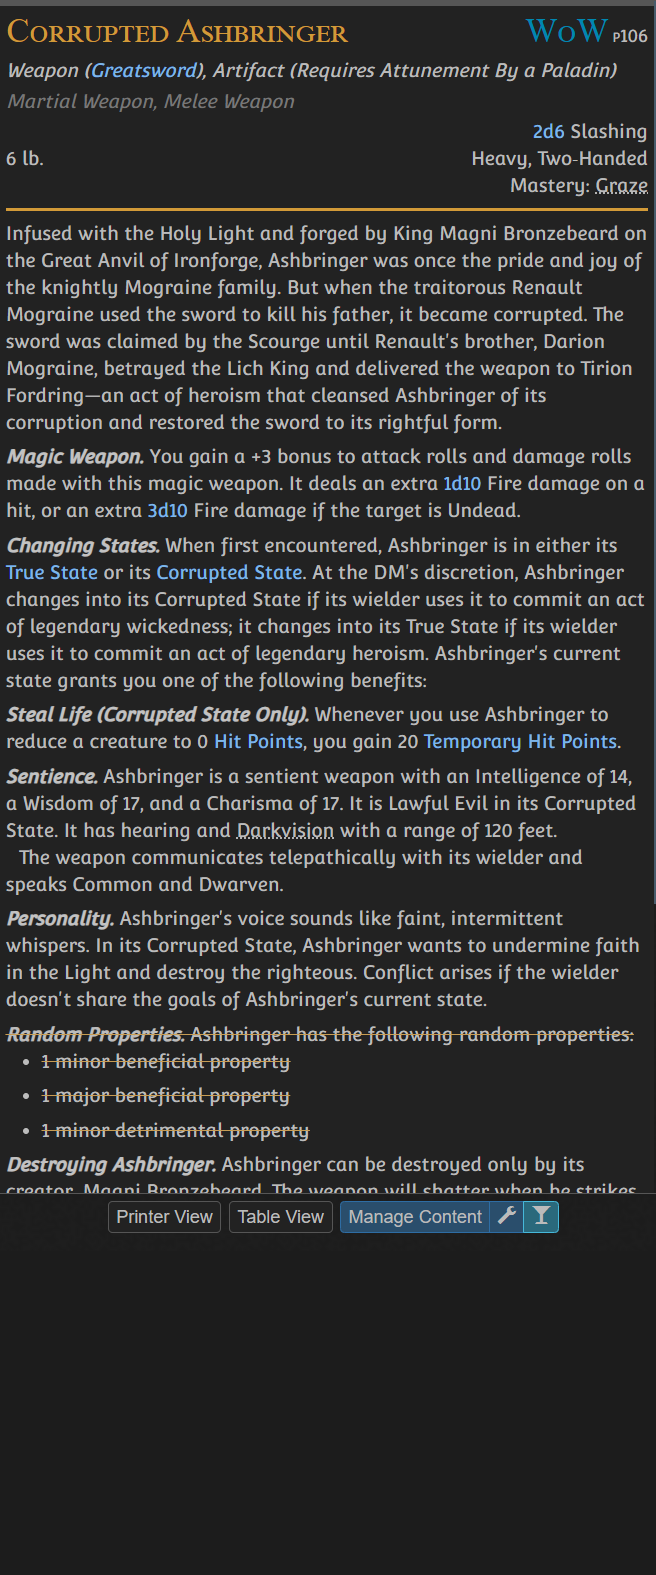 Corrupted Ashbringer WoW p106
Weapon (Greatsword), Artifact (Requires Attunement By a Paladin)
Martial Weapon, Melee Weapon
2d6 Slashing
6 lb. Heavy, Two-Handed
Mastery: Graze
Infused with the Holy Light and forged by King Magni Bronzebeard on
the Great Anvil of Ironforge, Ashbringer was once the pride and joy of
the knightly Mograine family. But when the traitorous Renault
Mograine used the sword to kill his father, it became corrupted. The
sword was claimed by the Scourge until Renault's brother, Darion
Mograine, betrayed the Lich King and delivered the weapon to Tirion
Fordring—an act of heroism that cleansed Ashbringer of its
corruption and restored the sword to its rightful form.
Magic Weapon. You gain a +3 bonus to attack rolls and damage rolls
made with this magic weapon. It deals an extra 1d10 Fire damage on a
hit, or an extra 3d10 Fire damage if the target is Undead.
Changing States. When first encountered, Ashbringer is in either its
True State or its Corrupted State. At the DM's discretion, Ashbringer
changes into its Corrupted State if its wielder uses it to commit an act
of legendary wickedness; it changes into its True State if its wielder
uses it to commit an act of legendary heroism. Ashbringer's current
state grants you one of the following benefits:
Steal Life (Corrupted State Only). Whenever you use Ashbringer to
reduce a creature to 0 Hit Points, you gain 20 Temporary Hit Points.
Sentience. Ashbringer is a sentient weapon with an Intelligence of 14,
a Wisdom of 17, and a Charisma of 17. It is Lawful Evil in its Corrupted
State. It has hearing and Darkvision with a range of 120 feet.
The weapon communicates telepathically with its wielder and
speaks Common and Dwarven.
Personality. Ashbringer's voice sounds like faint, intermittent
whispers. In its Corrupted State, Ashbringer wants to undermine faith
in the Light and destroy the righteous. Conflict arises if the wielder
doesn't share the goals of Ashbringer's current state.
Random Properties. Ashbringer has the following random properties:
• 1 minor beneficial property
• 1 major beneficial property
• 1 minor detrimental property
Destroying Ashbringer. Ashbringer can be destroyed only by its
creator, Magni Bronzebeard. The weapon will shatter when he strikes
Printer View Table View Manage Content